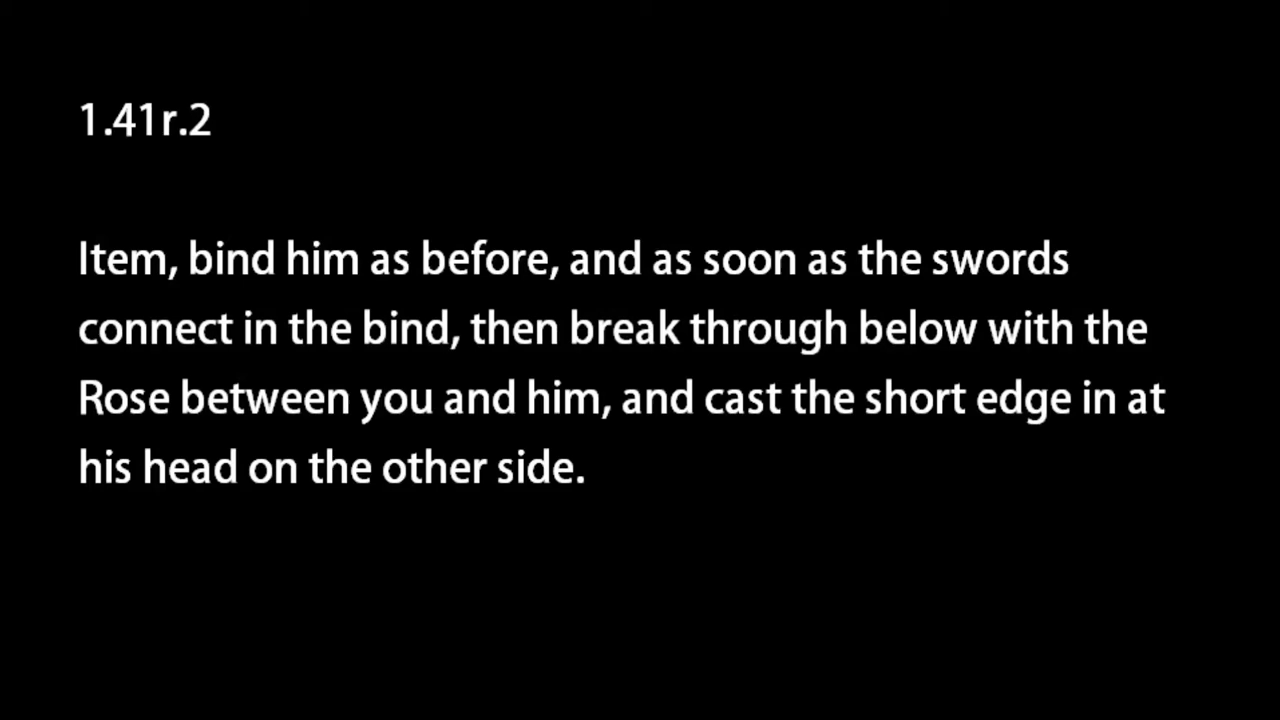 1.41r.2
Item, bind him as before, and as soon as the swords
connect in the bind, then break through below with the
Rose between you and him, and cast the short edge in at
his head on the other side.